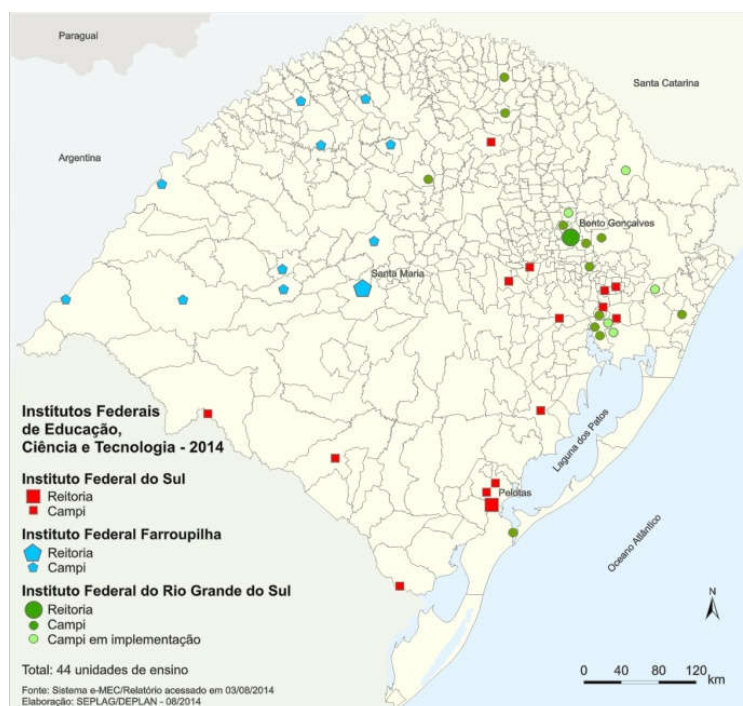 Paraguai
Santa Catarina
Argentina
Bento Gonçalves
Santa Maria
Institutos Federais
de Educação,
Ciência e Tecnologia - 2014
Laguna dos Patos
Instituto Federal do Sul
Reitoria
Campi
Pelotas
Instituto Federal Farroupilha
Reitoria
Campi
Oceano Atlântico
Instituto Federal do Rio Grande do Sul
Reitoria
Campi
Campi em implementação
N
Total: 44 unidades de ensino
0 40 80 120
km
Fonte: Sistema e-MEC/Relatório acessado em 03/08/2014
Elaboração: SEPLAG/DEPLAN - 08/2014